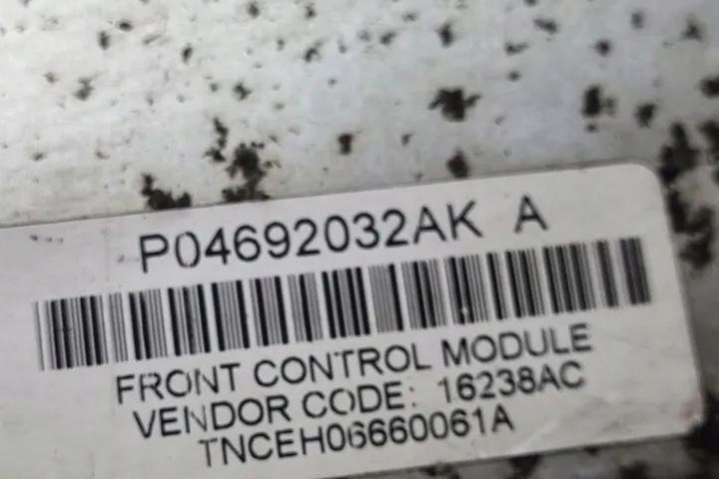 P04692032AK A
FRONT CONTROL MODULE
VENDOR CODE: 16238AC
TNCEH06660061A